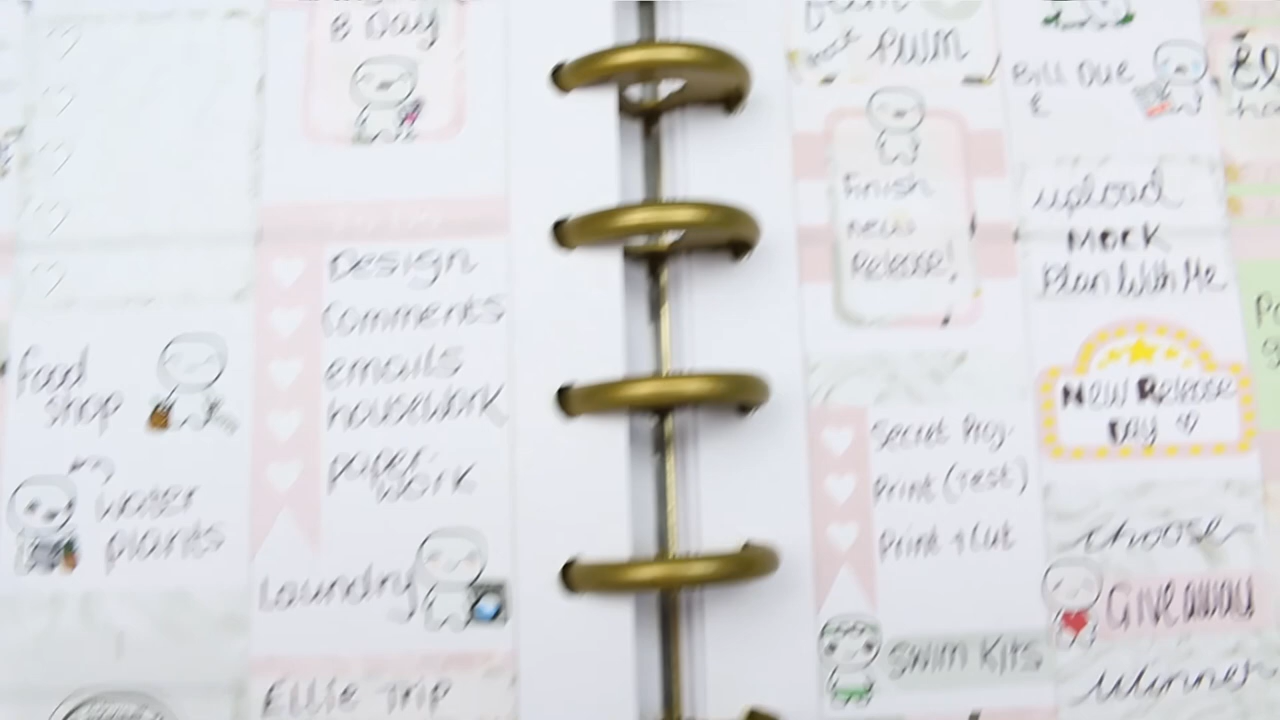 & Day
food
shop
water
plants
Design
Comments
emails
housework
paper-
work
Laundry
Ellie Trip
PWM
Finish
new
Release!
Secret Proj.
Print (test)
Print + Cut
Swim Kits
Bill Due
upload
MOCK
Plan With Me
New Release
Day ♡
choose
Giveaway
Winner